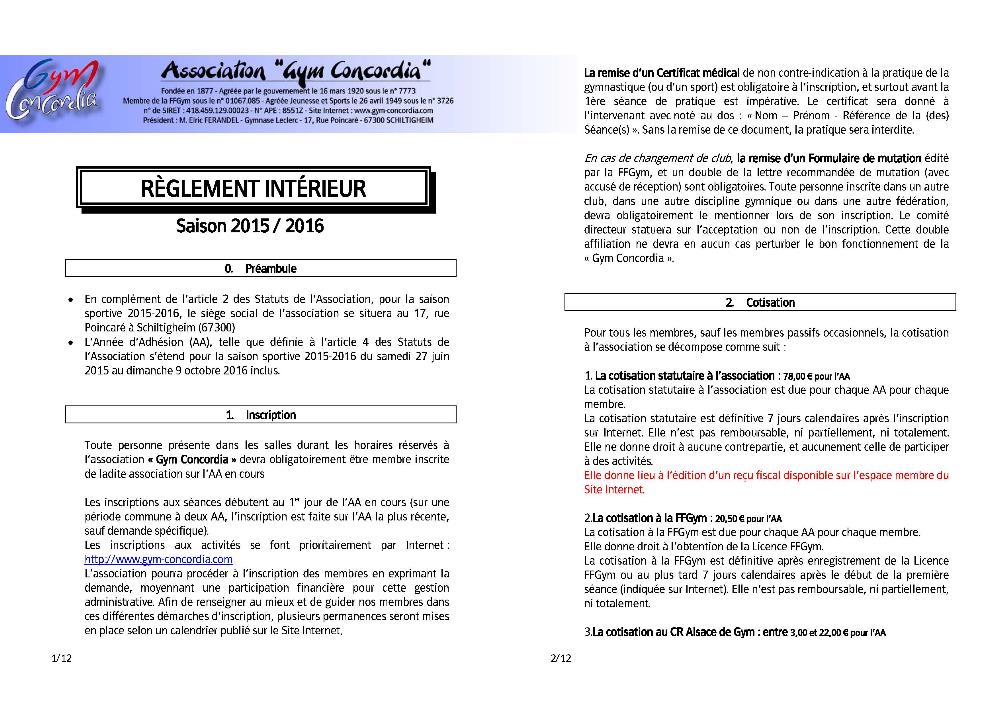 Gym Concordia
Association "Gym Concordia"
Fondée en 1877 - Agréée par le gouvernement le 16 mars 1920 sous le n° 7773
Membre de la FFGym sous le n° 01067.085 - Agréée Jeunesse et Sports le 26 avril 1949 sous le n° 3726
n° de SIRET : 418.459.129.00023 - N° APE : 8551Z - Site Internet : www.gym-concordia.com
Président : M. Elric FERANDEL - Gymnase Leclerc - 17, Rue Poincaré - 67300 SCHILTIGHEIM
RÈGLEMENT INTÉRIEUR
Saison 2015 / 2016
0. Préambule
• En complément de l'article 2 des Statuts de l'Association, pour la saison
sportive 2015-2016, le siège social de l'association se situera au 17, rue
Poincaré à Schiltigheim (67300)
• L'Année d'Adhésion (AA), telle que définie à l'article 4 des Statuts de
l'Association s'étend pour la saison sportive 2015-2016 du samedi 27 juin
2015 au dimanche 9 octobre 2016 inclus.
1. Inscription
Toute personne présente dans les salles durant les horaires réservés à
l'association « Gym Concordia » devra obligatoirement être membre inscrite
de ladite association sur l'AA en cours
Les inscriptions aux séances débutent au 1er jour de l'AA en cours (sur une
période commune à deux AA, l'inscription est faite sur l'AA la plus récente,
sauf demande spécifique).
Les inscriptions aux activités se font prioritairement par Internet :
http://www.gym-concordia.com
L'association pourra procéder à l'inscription des membres en exprimant la
demande, moyennant une participation financière pour cette gestion
administrative. Afin de renseigner au mieux et de guider nos membres dans
ces différentes démarches d'inscription, plusieurs permanences seront mises
en place selon un calendrier publié sur le Site Internet,
1/12
La remise d'un Certificat médical de non contre-indication à la pratique de la
gymnastique (ou d'un sport) est obligatoire à l'inscription, et surtout avant la
1ère séance de pratique est impérative. Le certificat sera donné à
l'intervenant avec noté au dos : « Nom – Prénom - Référence de la (des)
Séance(s) ». Sans la remise de ce document, la pratique sera interdite.
En cas de changement de club, la remise d'un Formulaire de mutation édité
par la FFGym, et un double de la lettre recommandée de mutation (avec
accusé de réception) sont obligatoires. Toute personne inscrite dans un autre
club, dans une autre discipline gymnique ou dans une autre fédération,
devra obligatoirement le mentionner lors de son inscription. Le comité
directeur statuera sur l'acceptation ou non de l'inscription. Cette double
affiliation ne devra en aucun cas perturber le bon fonctionnement de la
« Gym Concordia ».
2. Cotisation
Pour tous les membres, sauf les membres passifs occasionnels, la cotisation
à l'association se décompose comme suit :
1. La cotisation statutaire à l'association : 78,00 € pour l'AA
La cotisation statutaire à l'association est due pour chaque AA pour chaque
membre.
La cotisation statutaire est définitive 7 jours calendaires après l'inscription
sur Internet. Elle n'est pas remboursable, ni partiellement, ni totalement.
Elle ne donne droit à aucune contrepartie, et aucunement celle de participer
à des activités.
Elle donne lieu à l'édition d'un reçu fiscal disponible sur l'espace membre du
Site Internet.
2.La cotisation à la FFGym : 20,50 € pour l'AA
La cotisation à la FFGym est due pour chaque AA pour chaque membre.
Elle donne droit à l'obtention de la Licence FFGym.
La cotisation à la FFGym est définitive après enregistrement de la Licence
FFGym ou au plus tard 7 jours calendaires après le début de la première
séance (indiquée sur Internet). Elle n'est pas remboursable, ni partiellement,
ni totalement.
3.La cotisation au CR Alsace de Gym : entre 3,00 et 22,00 € pour l'AA
2/12